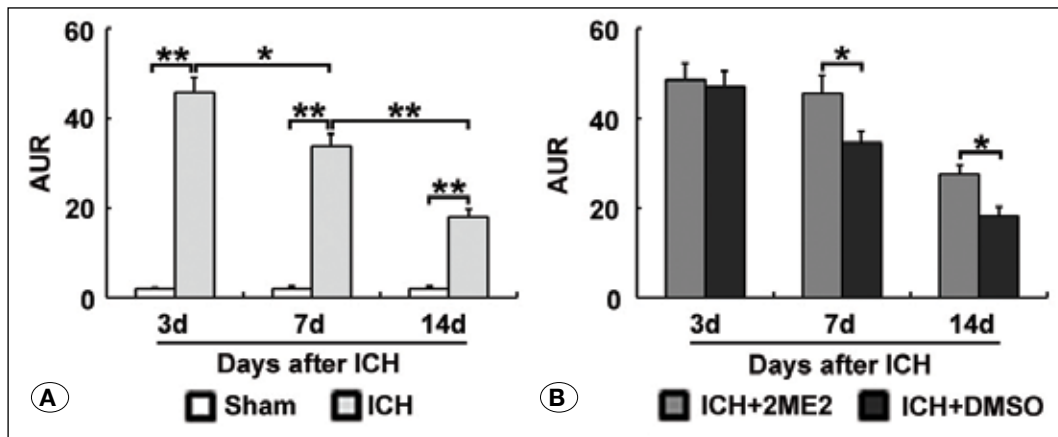 60
40
20
0
AUR
**
*
**
**
**
3d 7d 14d
Days after ICH
A
Sham ICH
60
40
20
0
AUR
*
*
3d 7d 14d
Days after ICH
B
ICH+2ME2 ICH+DMSO